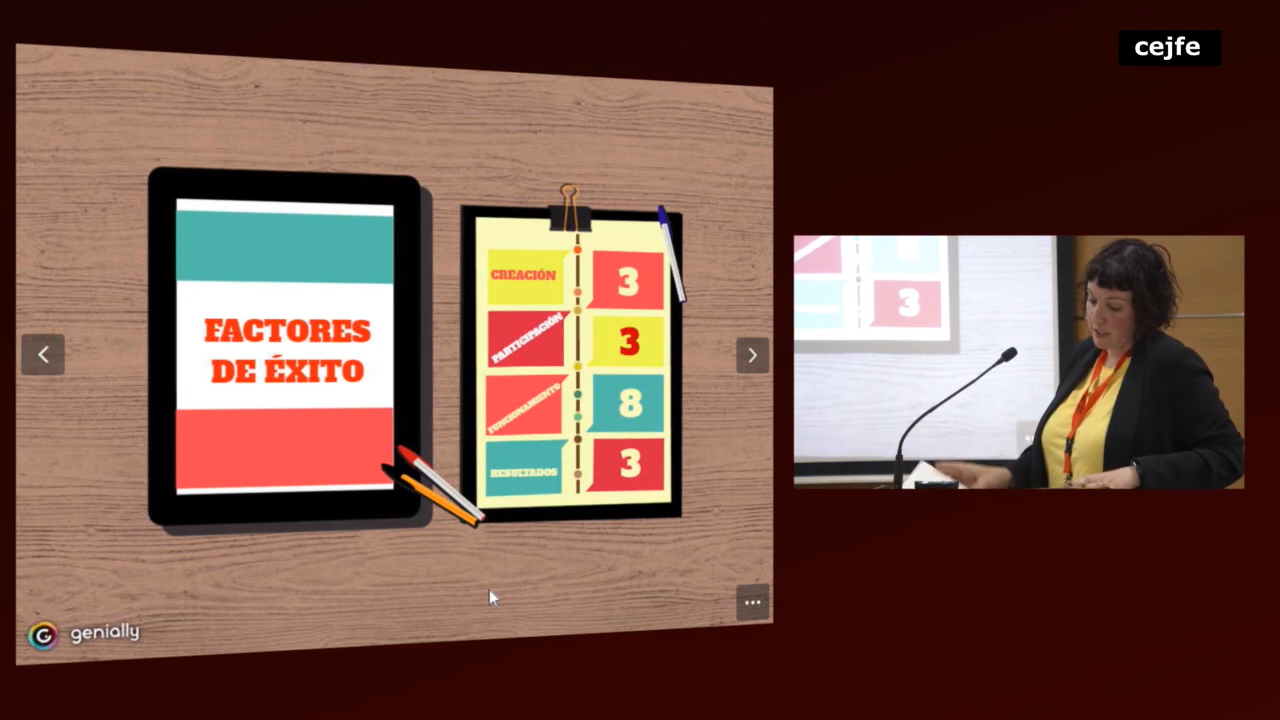 cejfe
FACTORES
DE ÉXITO
CREACIÓN
3
PARTICIPACIÓN
3
FUNCIONAMIENTO
8
RESULTADOS
3
genially
3